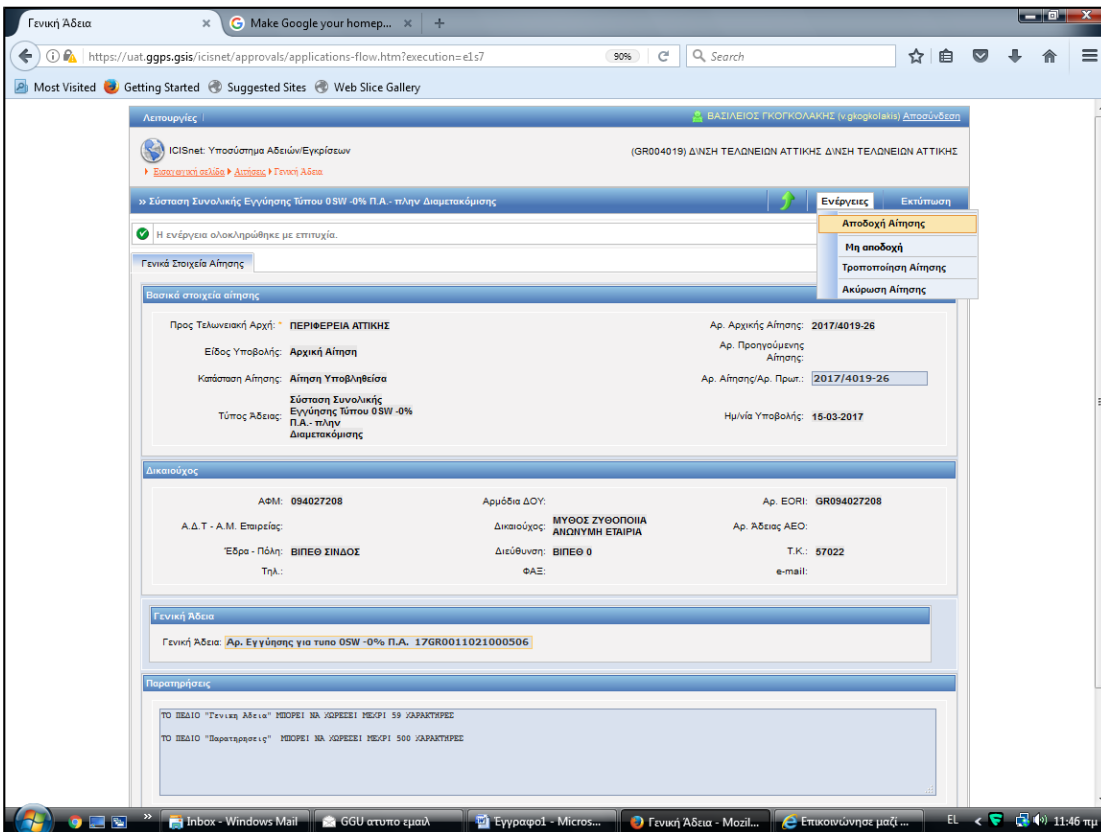 Γενική Άδεια
Make Google your homep...
https://uat.ggps.gsis/icisnet/approvals/applications-flow.htm?execution=e1s7
90%
Search
Most Visited Getting Started Suggested Sites Web Slice Gallery
Λειτουργίες
ΒΑΣΙΛΕΙΟΣ ΓΚΟΓΚΟΛΑΚΗΣ (v.gkogkolakis) Αποσύνδεση
ICISnet: Υποσύστημα Αδειών/Εγκρίσεων
(GR004019) Δ\ΝΣΗ ΤΕΛΩΝΕΙΩΝ ΑΤΤΙΚΗΣ Δ\ΝΣΗ ΤΕΛΩΝΕΙΩΝ ΑΤΤΙΚΗΣ
Εισαγωγική σελίδα Αιτήσεις Γενική Άδεια
» Σύσταση Συνολικής Εγγύησης Τύπου 0SW -0% Π.Α.- πλην Διαμετακόμισης
Ενέργειες Εκτύπωση
Αποδοχή Αίτησης
Μη αποδοχή
Τροποποίηση Αίτησης
Ακύρωση Αίτησης
Η ενέργεια ολοκληρώθηκε με επιτυχία.
Γενικά Στοιχεία Αίτησης
Βασικά στοιχεία αίτησης
Προς Τελωνειακή Αρχή: * ΠΕΡΙΦΕΡΕΙΑ ΑΤΤΙΚΗΣ
Αρ. Αρχικής Αίτησης: 2017/4019-26
Είδος Υποβολής: Αρχική Αίτηση
Αρ. Προηγούμενης
Αίτησης:
Κατάσταση Αίτησης: Αίτηση Υποβληθείσα
Αρ. Αίτησης/Αρ. Πρωτ.: 2017/4019-26
Τύπος Άδειας:
Σύσταση Συνολικής
Εγγύησης Τύπου 0SW -0%
Π.Α.- πλην
Διαμετακόμισης
Ημ/νία Υποβολής: 15-03-2017
Δικαιούχος
ΑΦΜ: 094027208
Αρμόδια ΔΟΥ:
Αρ. EORI: GR094027208
Α.Δ.Τ - Α.Μ. Εταιρείας:
Δικαιούχος:
ΜΥΘΟΣ ΖΥΘΟΠΟΙΙΑ
ΑΝΩΝΥΜΗ ΕΤΑΙΡΙΑ
Αρ. Άδειας ΑΕΟ:
Έδρα - Πόλη: ΒΙΠΕΘ ΣΙΝΔΟΣ
Διεύθυνση: ΒΙΠΕΘ 0
Τ.Κ.: 57022
Τηλ.:
ΦΑΞ:
e-mail:
Γενική Άδεια
Γενική Άδεια: Αρ. Εγγύησης για τυπο 0SW -0% Π.Α. 17GR0011021000506
Παρατηρήσεις
ΤΟ ΠΕΔΙΟ "Γενικη Αδεια" ΜΠΟΡΕΙ ΝΑ ΧΩΡΕΣΕΙ ΜΕΧΡΙ 59 ΧΑΡΑΚΤΗΡΕΣ
ΤΟ ΠΕΔΙΟ "Παρατηρησεις" ΜΠΟΡΕΙ ΝΑ ΧΩΡΕΣΕΙ ΜΕΧΡΙ 500 ΧΑΡΑΚΤΗΡΕΣ
Inbox - Windows Mail
GGU ατυπο εμαιλ
Έγγραφο1 - Micros...
Γενική Άδεια - Mozil...
Επικοινώνησε μαζί ...
EL
11:46 πμ